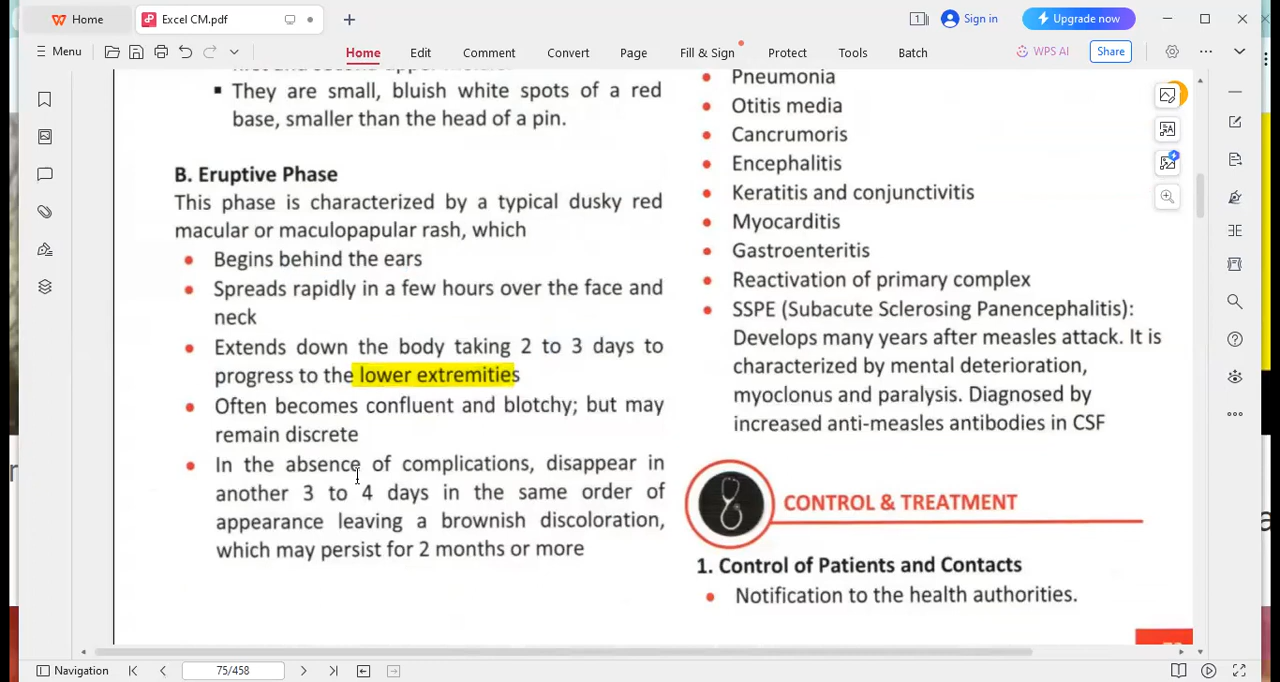 Home
Excel CM.pdf
Sign in
Upgrade now
Menu
Home
Edit
Comment
Convert
Page
Fill & Sign
Protect
Tools
Batch
WPS AI
Share
They are small, bluish white spots of a red
base, smaller than the head of a pin.
B. Eruptive Phase
This phase is characterized by a typical dusky red
macular or maculopapular rash, which
Begins behind the ears
Spreads rapidly in a few hours over the face and
neck
Extends down the body taking 2 to 3 days to
progress to the lower extremities
Often becomes confluent and blotchy; but may
remain discrete
In the absence of complications, disappear in
another 3 to 4 days in the same order of
appearance leaving a brownish discoloration,
which may persist for 2 months or more
Pneumonia
Otitis media
Cancrumoris
Encephalitis
Keratitis and conjunctivitis
Myocarditis
Gastroenteritis
Reactivation of primary complex
SSPE (Subacute Sclerosing Panencephalitis):
Develops many years after measles attack. It is
characterized by mental deterioration,
myoclonus and paralysis. Diagnosed by
increased anti-measles antibodies in CSF
CONTROL & TREATMENT
1. Control of Patients and Contacts
Notification to the health authorities.
Navigation
75/458